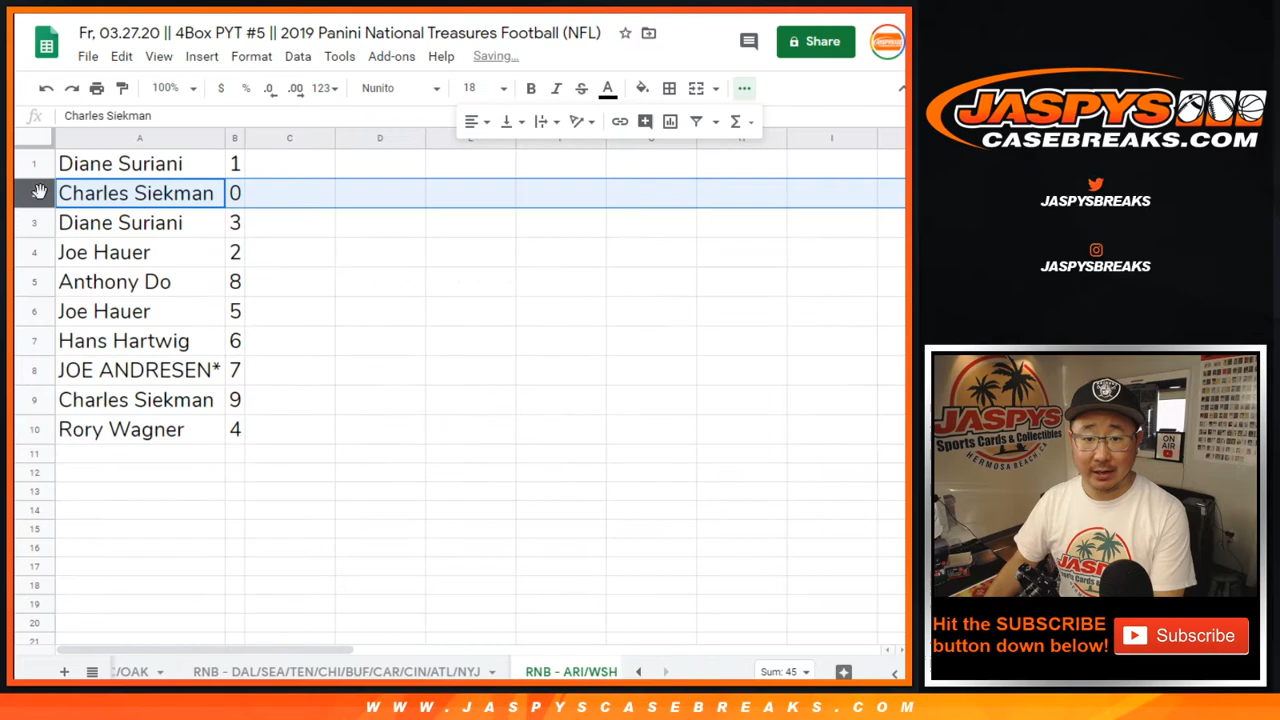 Fr, 03.27.20 || 4Box PYT #5 || 2019 Panini National Treasures Football (NFL)
File Edit View Insert Format Data Tools Add-ons Help Saving...
Share
100% $ % .0 .00 123 Nunito 18 B I S A
fx Charles Siekman
A B C D I
1 Diane Suriani 1
Charles Siekman 0
3 Diane Suriani 3
4 Joe Hauer 2
5 Anthony Do 8
6 Joe Hauer 5
7 Hans Hartwig 6
8 JOE ANDRESEN* 7
9 Charles Siekman 9
10 Rory Wagner 4
11
12
13
14
15
16
17
18
19
20
21
/OAK RNB - DAL/SEA/TEN/CHI/BUF/CAR/CIN/ATL/NYJ RNB - ARI/WSH Sum: 45
JASPYS
CASEBREAKS.COM
JASPYSBREAKS
JASPYSBREAKS
JASPYS
Sports Cards & Collectibles
HERMOSA BEACH, CA
ON AIR
JASPYS
Hit the SUBSCRIBE
button down below!
Subscribe
WWW.JASPYSCASEBREAKS.COM